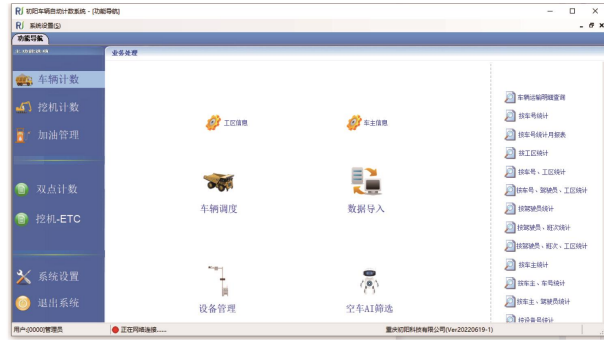 初阳车辆自动计数系统 - [功能导航]
系统设置(S)
功能导航
业务处理
车辆计数
挖机计数
加油管理
双点计数
挖机-ETC
系统设置
退出系统
工区信息
车主信息
车辆调度
数据导入
设备管理
空车AI筛选
车辆运输明细查询
按车号统计
按车号统计月报表
按工区统计
按车号、工区统计
按车号、驾驶员、工区统计
按驾驶员统计
按驾驶员、班次统计
按驾驶员、班次、工区统计
按车主统计
按车主、车号统计
按车主、驾驶员统计
按设备号统计
用户:[0000]管理员
正在网络连接......
重庆初阳科技有限公司(Ver20220619-1)